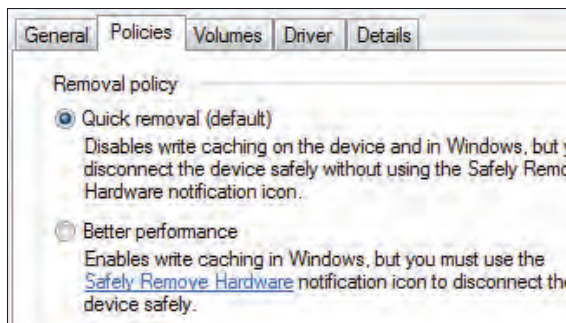 General Policies Volumes Driver Details
Removal policy
Quick removal (default)
Disables write caching on the device and in Windows, but
disconnect the device safely without using the Safely
Hardware notification icon.
Better performance
Enables write caching in Windows, but you must use the
Safely Remove Hardware notification icon to disconnect
device safely.